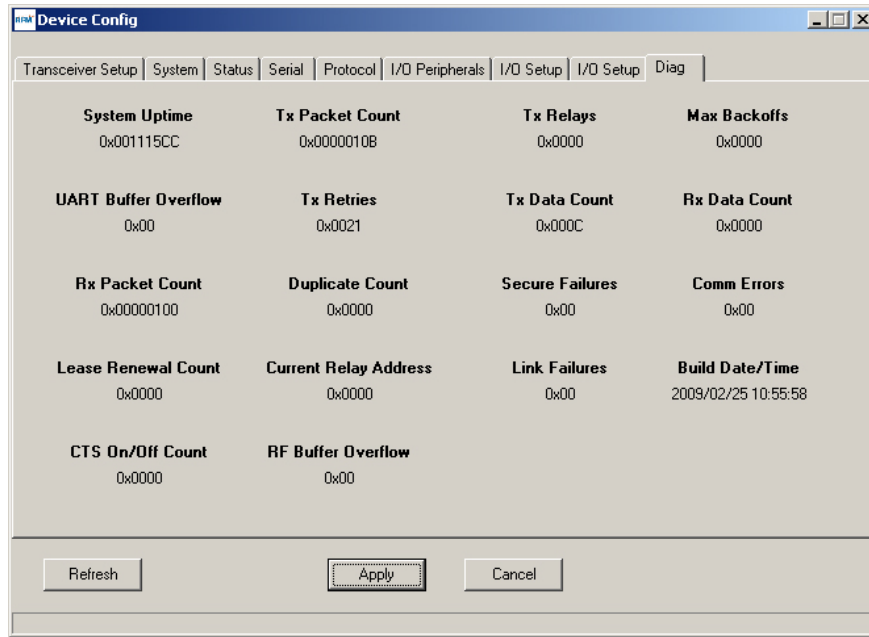 RFM Device Config
Transceiver Setup System Status Serial Protocol I/O Peripherals I/O Setup I/O Setup Diag
System Uptime Tx Packet Count Tx Relays Max Backoffs
0x001115CC 0x0000010B 0x0000 0x0000
UART Buffer Overflow Tx Retries Tx Data Count Rx Data Count
0x00 0x0021 0x000C 0x0000
Rx Packet Count Duplicate Count Secure Failures Comm Errors
0x00000100 0x0000 0x00 0x00
Lease Renewal Count Current Relay Address Link Failures Build Date/Time
0x0000 0x0000 0x00 2009/02/25 10:55:58
CTS On/Off Count RF Buffer Overflow
0x0000 0x00
Refresh Apply Cancel